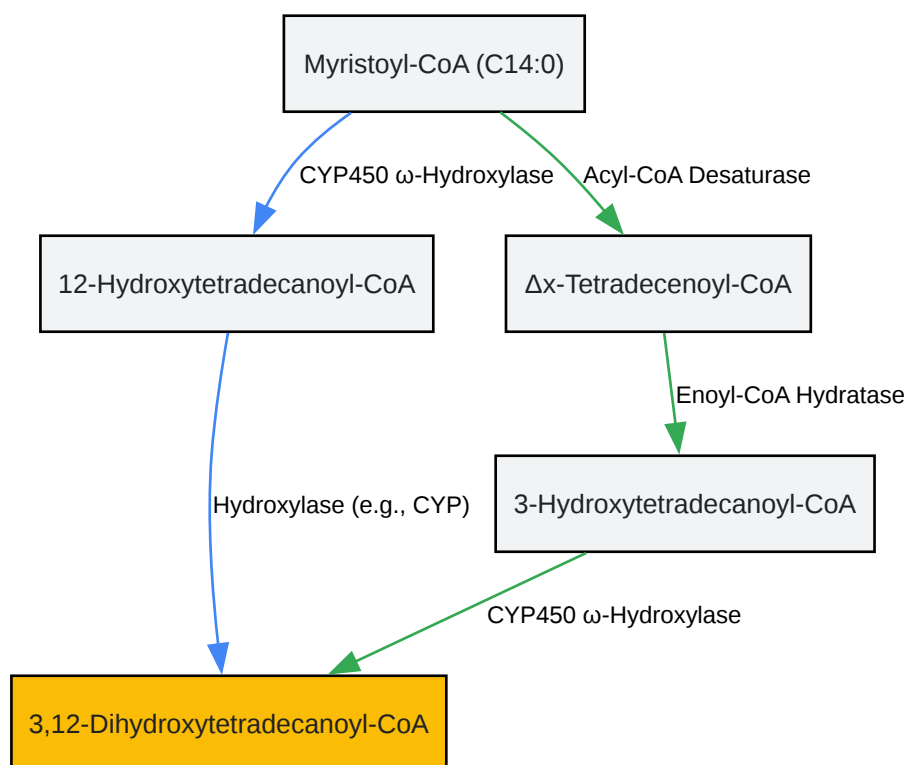 Myristoyl-CoA (C14:0)
CYP450 ω-Hydroxylase
Acyl-CoA Desaturase
12-Hydroxytetradecanoyl-CoA
Δx-Tetradecenoyl-CoA
Enoyl-CoA Hydratase
3-Hydroxytetradecanoyl-CoA
Hydroxylase (e.g., CYP)
CYP450 ω-Hydroxylase
3,12-Dihydroxytetradecanoyl-CoA